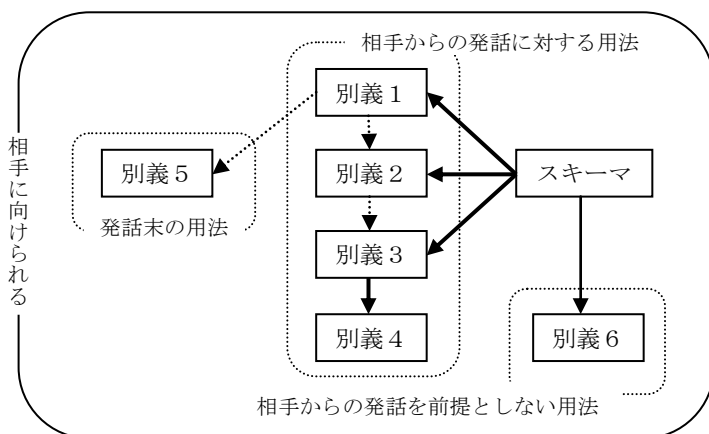 相手からの発話に対する用法
別義１
相手に向けられる
別義５
別義２
スキーマ
発話末の用法
別義３
別義４
別義６
相手からの発話を前提としない用法